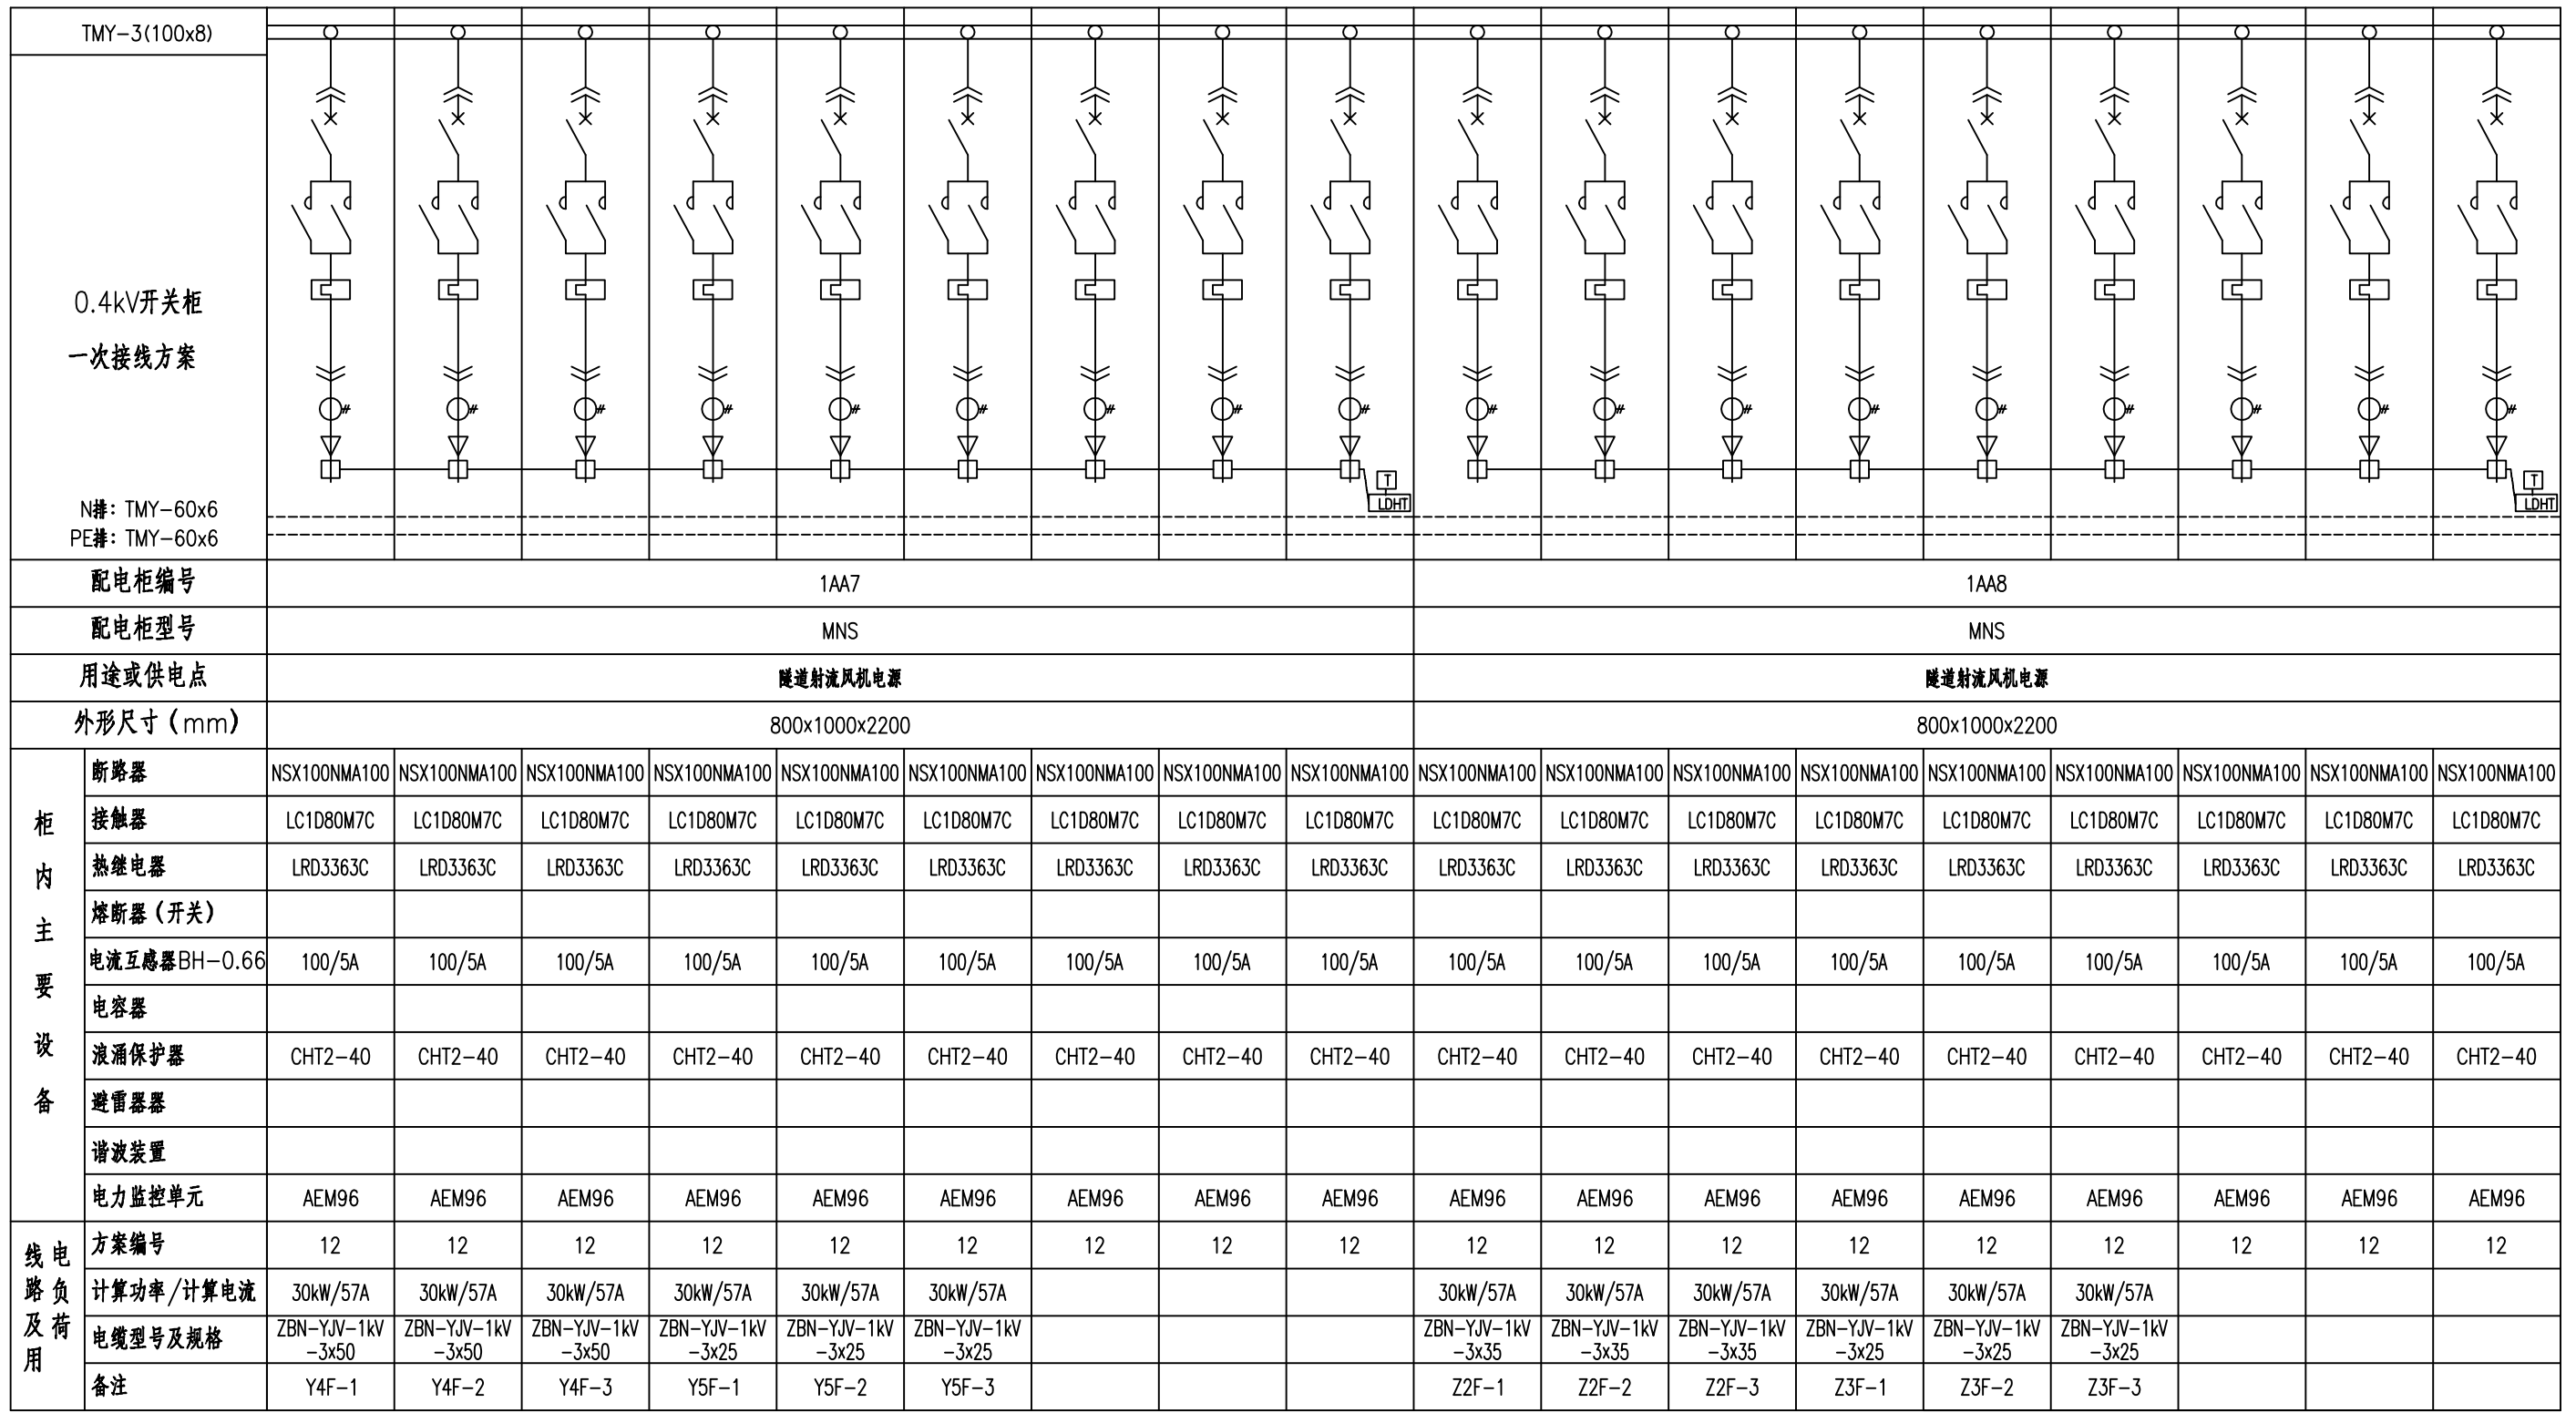 TMY-3(100x8)
0.4kV开关柜
一次接线方案
T T
LDHT LDHT
N排: TMY-60x6
PE排: TMY-60x6
配电柜编号 1AA7 1AA8
配电柜型号 MNS MNS
用途或供电点 隧道射流风机电源 隧道射流风机电源
外形尺寸(mm) 800x1000x2200 800x1000x2200
柜内主要设备
断路器 NSX100NMA100 NSX100NMA100 NSX100NMA100 NSX100NMA100 NSX100NMA100 NSX100NMA100 NSX100NMA100 NSX100NMA100 NSX100NMA100 NSX100NMA100 NSX100NMA100 NSX100NMA100 NSX100NMA100 NSX100NMA100 NSX100NMA100 NSX100NMA100 NSX100NMA100 NSX100NMA100
接触器 LC1D80M7C LC1D80M7C LC1D80M7C LC1D80M7C LC1D80M7C LC1D80M7C LC1D80M7C LC1D80M7C LC1D80M7C LC1D80M7C LC1D80M7C LC1D80M7C LC1D80M7C LC1D80M7C LC1D80M7C LC1D80M7C LC1D80M7C LC1D80M7C
热继电器 LRD3363C LRD3363C LRD3363C LRD3363C LRD3363C LRD3363C LRD3363C LRD3363C LRD3363C LRD3363C LRD3363C LRD3363C LRD3363C LRD3363C LRD3363C LRD3363C LRD3363C LRD3363C
熔断器(开关)
电流互感器BH-0.66 100/5A 100/5A 100/5A 100/5A 100/5A 100/5A 100/5A 100/5A 100/5A 100/5A 100/5A 100/5A 100/5A 100/5A 100/5A 100/5A 100/5A 100/5A
电容器
浪涌保护器 CHT2-40 CHT2-40 CHT2-40 CHT2-40 CHT2-40 CHT2-40 CHT2-40 CHT2-40 CHT2-40 CHT2-40 CHT2-40 CHT2-40 CHT2-40 CHT2-40 CHT2-40 CHT2-40 CHT2-40 CHT2-40
避雷器器
谐波装置
电力监控单元 AEM96 AEM96 AEM96 AEM96 AEM96 AEM96 AEM96 AEM96 AEM96 AEM96 AEM96 AEM96 AEM96 AEM96 AEM96 AEM96 AEM96 AEM96
线路及用
电负荷
方案编号 12 12 12 12 12 12 12 12 12 12 12 12 12 12 12 12 12 12
计算功率/计算电流 30kW/57A 30kW/57A 30kW/57A 30kW/57A 30kW/57A 30kW/57A 30kW/57A 30kW/57A 30kW/57A 30kW/57A 30kW/57A 30kW/57A
电缆型号及规格 ZBN-YJV-1kV ZBN-YJV-1kV ZBN-YJV-1kV ZBN-YJV-1kV ZBN-YJV-1kV ZBN-YJV-1kV ZBN-YJV-1kV ZBN-YJV-1kV ZBN-YJV-1kV ZBN-YJV-1kV ZBN-YJV-1kV ZBN-YJV-1kV
-3x50 -3x50 -3x50 -3x25 -3x25 -3x25 -3x35 -3x35 -3x35 -3x25 -3x25 -3x25
备注 Y4F-1 Y4F-2 Y4F-3 Y5F-1 Y5F-2 Y5F-3 Z2F-1 Z2F-2 Z2F-3 Z3F-1 Z3F-2 Z3F-3